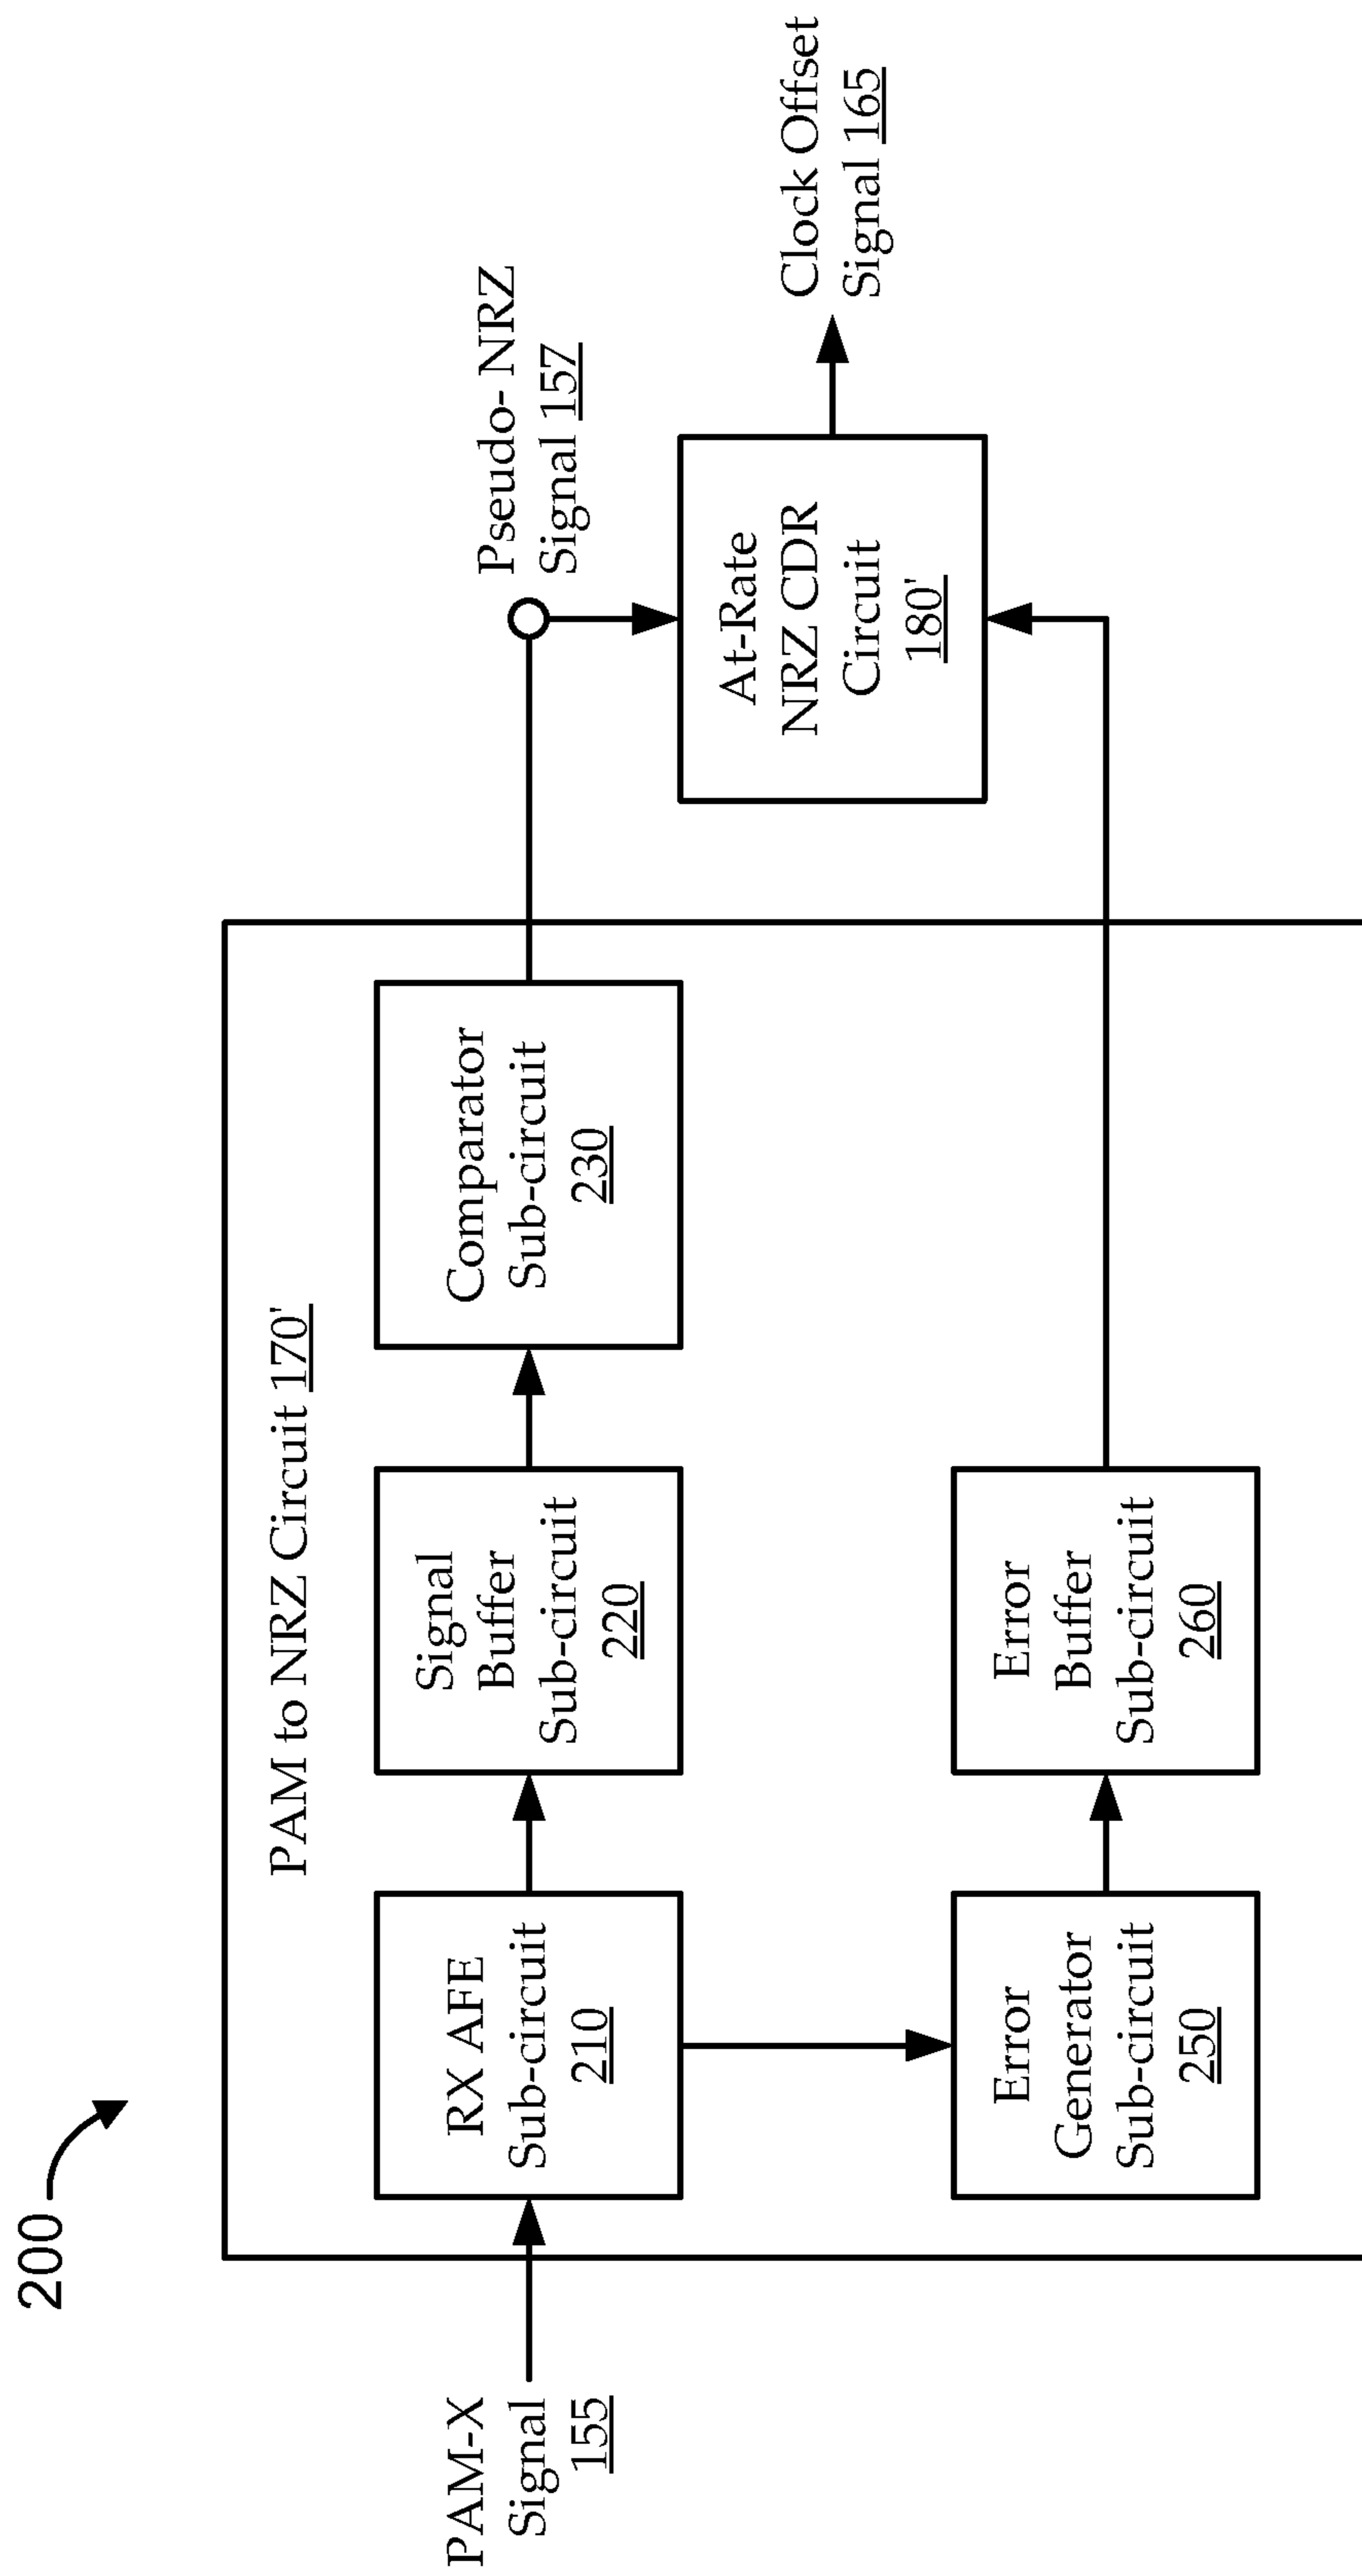 200
PAM to NRZ Circuit 170'
PAM-X
Signal
155
RX AFE
Sub-circuit
210
Signal
Buffer
Sub-circuit
220
Comparator
Sub-circuit
230
Pseudo- NRZ
Signal 157
At-Rate
NRZ CDR
Circuit
180'
Clock Offset
Signal 165
Error
Generator
Sub-circuit
250
Error
Buffer
Sub-circuit
260